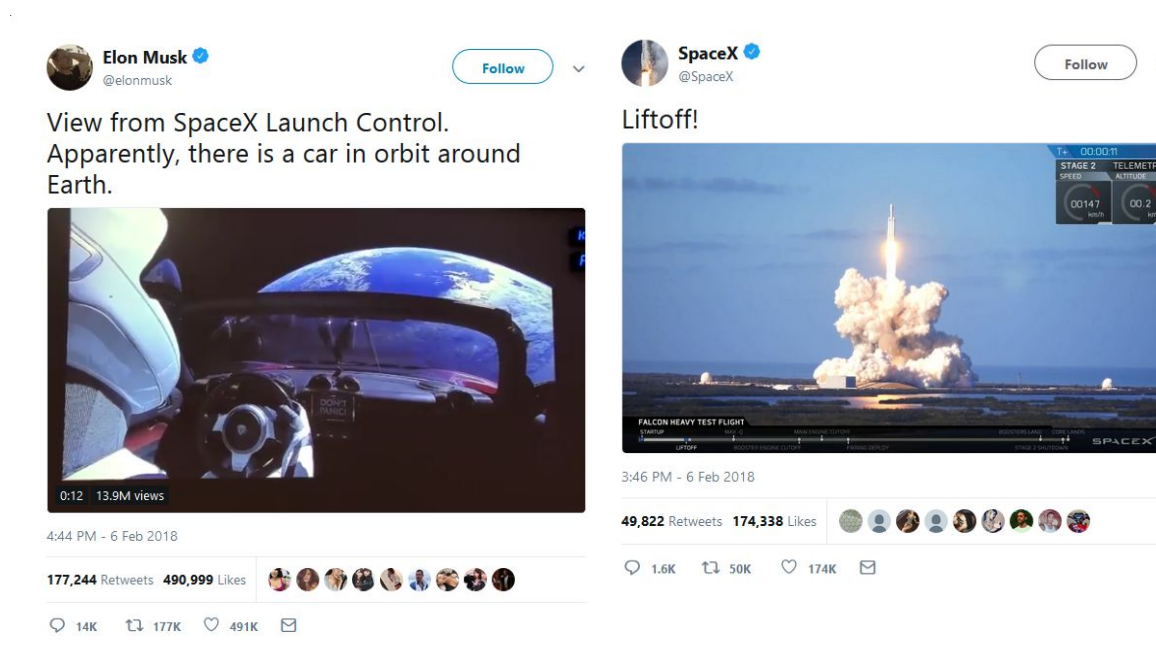 Elon Musk
@elonmusk
Follow
View from SpaceX Launch Control.
Apparently, there is a car in orbit around
Earth.
DON'T
PANIC!
0:12 13.9M views
4:44 PM - 6 Feb 2018
177,244 Retweets 490,999 Likes
14K 177K 491K
SpaceX
@SpaceX
Follow
Liftoff!
T+ 00:00:11
STAGE 2 TELEMETR
SPEED ALTITUDE
00147 00.2
km/h km
FALCON HEAVY TEST FLIGHT
STARTUP MAX-Q MAIN ENGINE CUTOFF BOOSTERS LAND CORE LANDS
LIFTOFF BOOSTER ENGINE CUTOFF FAIRING DEPLOY STAGE 2 SHUTDOWN
SPACEX
3:46 PM - 6 Feb 2018
49,822 Retweets 174,338 Likes
1.6K 50K 174K